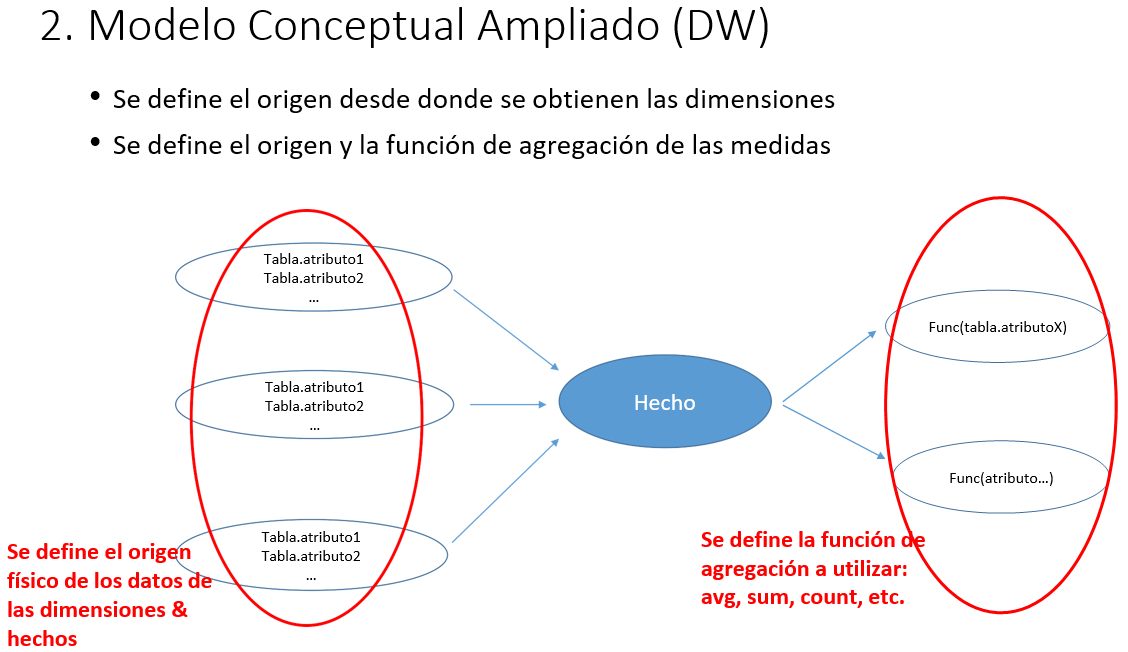 2. Modelo Conceptual Ampliado (DW)
• Se define el origen desde donde se obtienen las dimensiones
• Se define el origen y la función de agregación de las medidas
Tabla.atributo1
Tabla.atributo2
...
Tabla.atributo1
Tabla.atributo2
...
Tabla.atributo1
Tabla.atributo2
...
Se define el origen
físico de los datos de
las dimensiones &
hechos
Hecho
Func(tabla.atributoX)
Func(atributo...)
Se define la función de
agregación a utilizar:
avg, sum, count, etc.